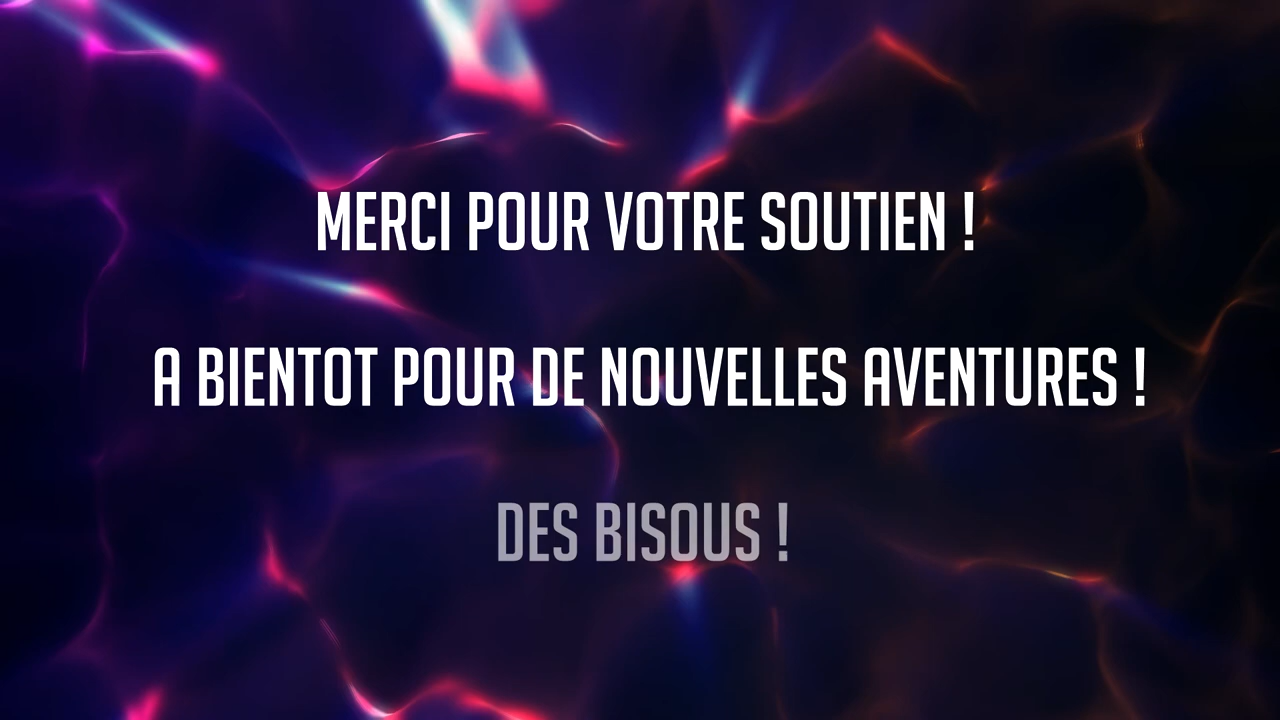 MERCI POUR VOTRE SOUTIEN !
A BIENTOT POUR DE NOUVELLES AVENTURES !
DES BISOUS !